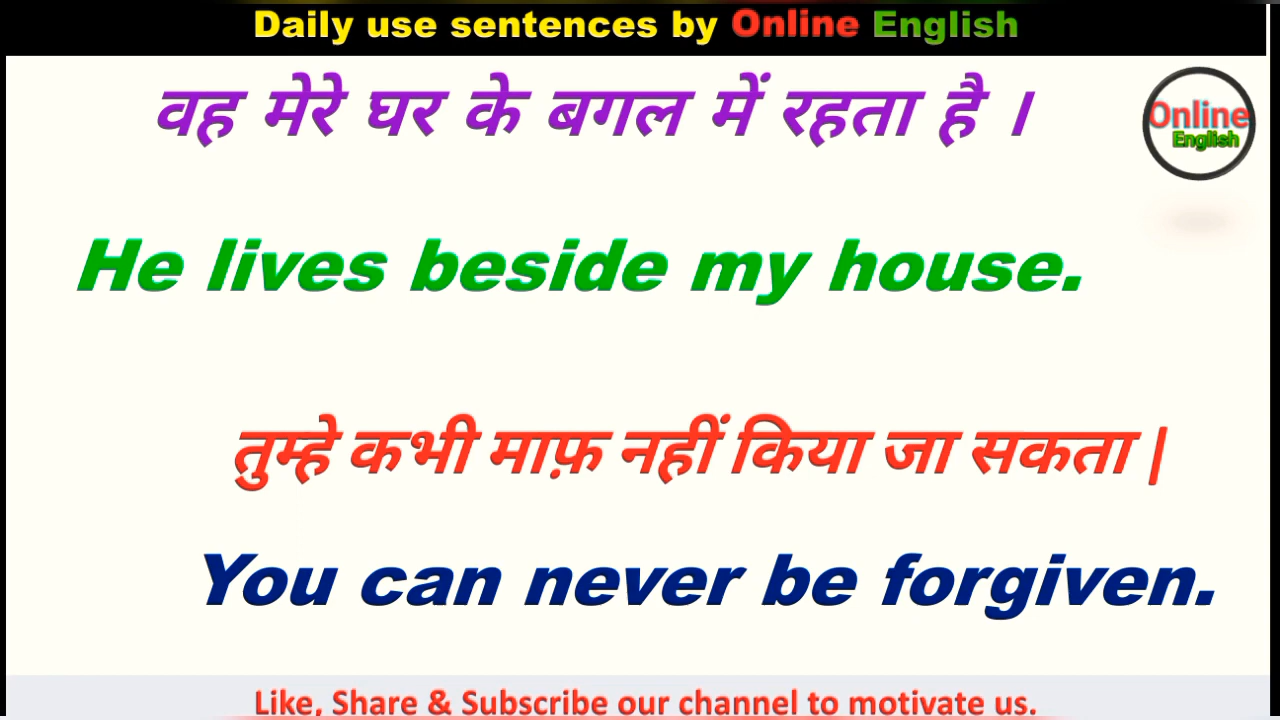 Daily use sentences by Online English
वह मेरे घर के बगल में रहता है ।
Online
English
He lives beside my house.
तुम्हे कभी माफ़ नहीं किया जा सकता |
You can never be forgiven.
Like, Share & Subscribe our channel to motivate us.